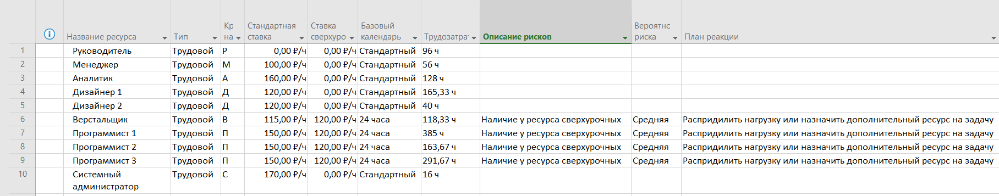 Название ресурса Тип Кр на Стандартная ставка Ставка сверхуро Базовый календарь Трудозатрат Описание рисков Вероятно риска План реакции
1 Руководитель Трудовой Р 0,00 ₽/ч 0,00 ₽/ч Стандартный 96 ч
2 Менеджер Трудовой М 100,00 ₽/ч 0,00 ₽/ч Стандартный 56 ч
3 Аналитик Трудовой А 160,00 ₽/ч 0,00 ₽/ч Стандартный 128 ч
4 Дизайнер 1 Трудовой Д 120,00 ₽/ч 0,00 ₽/ч Стандартный 165,33 ч
5 Дизайнер 2 Трудовой Д 120,00 ₽/ч 0,00 ₽/ч Стандартный 40 ч
6 Верстальщик Трудовой В 115,00 ₽/ч 120,00 ₽/ч 24 часа 118,33 ч Наличие у ресурса сверхурочных Средняя Распридилить нагрузку или назначить дополнительный ресурс на задачу
7 Программист 1 Трудовой П 150,00 ₽/ч 120,00 ₽/ч 24 часа 385 ч Наличие у ресурса сверхурочных Средняя Распридилить нагрузку или назначить дополнительный ресурс на задачу
8 Программист 2 Трудовой П 150,00 ₽/ч 120,00 ₽/ч 24 часа 163,67 ч Наличие у ресурса сверхурочных Средняя Распридилить нагрузку или назначить дополнительный ресурс на задачу
9 Программист 3 Трудовой П 150,00 ₽/ч 120,00 ₽/ч 24 часа 291,67 ч Наличие у ресурса сверхурочных Средняя Распридилить нагрузку или назначить дополнительный ресурс на задачу
10 Системный Трудовой С 170,00 ₽/ч 0,00 ₽/ч Стандартный 16 ч
администратор